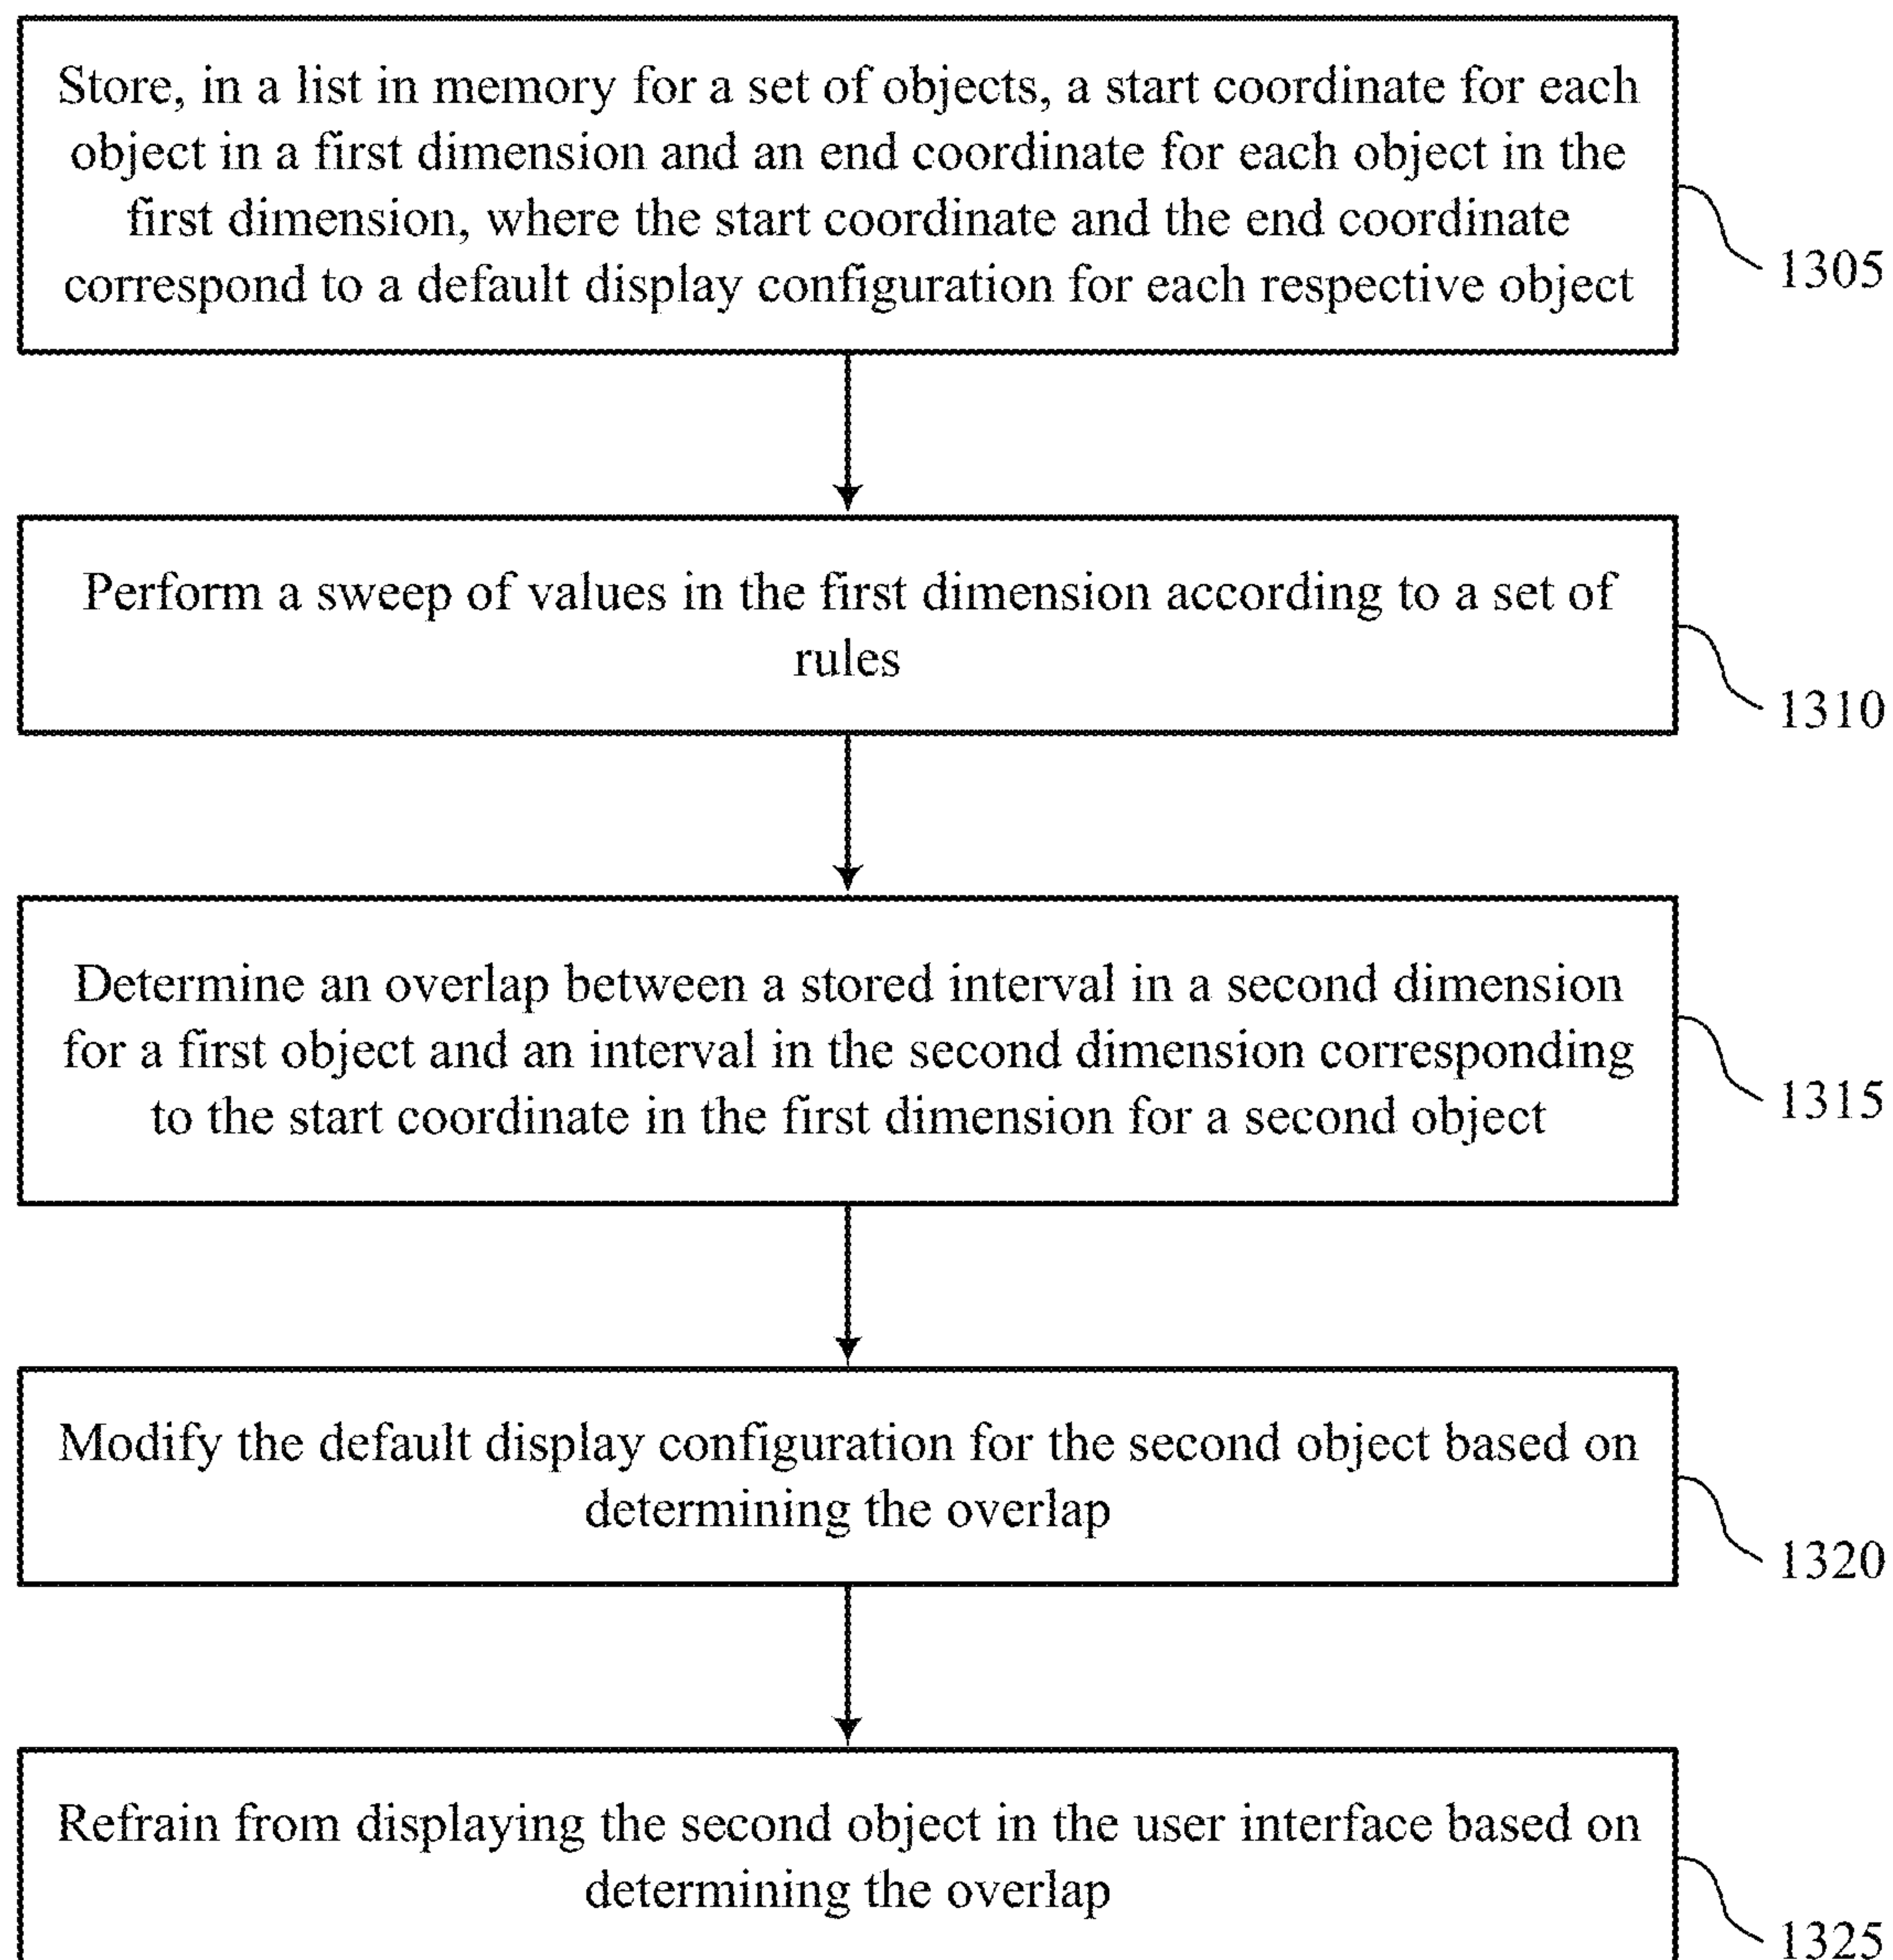 Store, in a list in memory for a set of objects, a start coordinate for each
object in a first dimension and an end coordinate for each object in the
first dimension, where the start coordinate and the end coordinate
correspond to a default display configuration for each respective object
1305
Perform a sweep of values in the first dimension according to a set of
rules
1310
Determine an overlap between a stored interval in a second dimension
for a first object and an interval in the second dimension corresponding
to the start coordinate in the first dimension for a second object
1315
Modify the default display configuration for the second object based on
determining the overlap
1320
Refrain from displaying the second object in the user interface based on
determining the overlap
1325